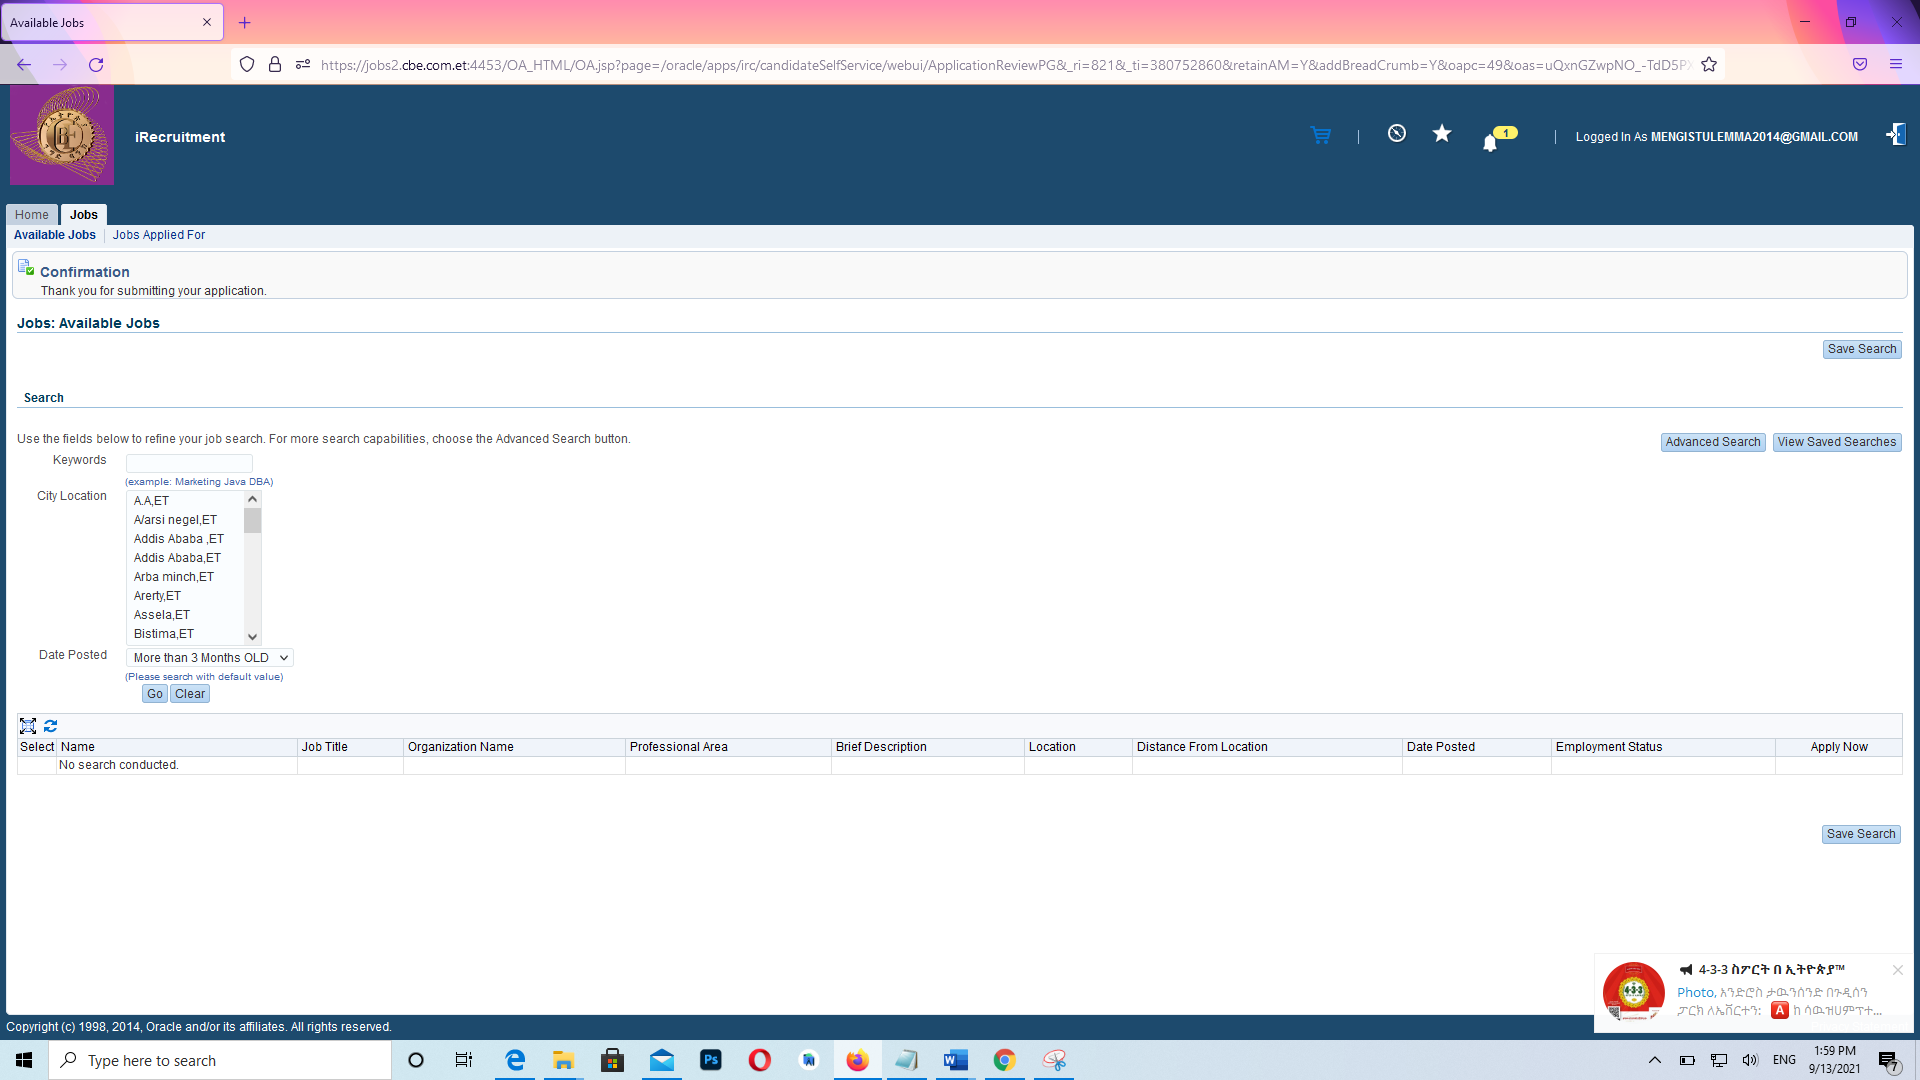 Available Jobs
https://jobs2.cbe.com.et:4453/OA_HTML/OA.jsp?page=/oracle/apps/irc/candidateSelfService/webui/ApplicationReviewPG&_ri=821&_ti=380752860&retainAM=Y&addBreadCrumb=Y&oapc=49&oas=uQxnGZwpNO_-TdD5PX
iRecruitment
1
Logged In As MENGISTULEMMA2014@GMAIL.COM
Home Jobs
Available Jobs Jobs Applied For
Confirmation
Thank you for submitting your application.
Jobs: Available Jobs
Save Search
Search
Use the fields below to refine your job search. For more search capabilities, choose the Advanced Search button.
Advanced Search View Saved Searches
Keywords
(example: Marketing Java DBA)
City Location
A.A,ET
A/arsi negel,ET
Addis Ababa ,ET
Addis Ababa,ET
Arba minch,ET
Arerty,ET
Assela,ET
Bistima,ET
Date Posted More than 3 Months OLD
(Please search with default value)
Go Clear
Select Name Job Title Organization Name Professional Area Brief Description Location Distance From Location Date Posted Employment Status Apply Now
No search conducted.
Save Search
4-3-3 ስፖርት በ ኢትዮጵያ™
Photo, አንድሮስ ታውንሰንድ በጉዲሰን
ፓርክ ለኤቨርተን: A ከ ሳውዝሀምፕተ...
Copyright (c) 1998, 2014, Oracle and/or its affiliates. All rights reserved.
Type here to search
Ps
ENG
1:59 PM
9/13/2021
7